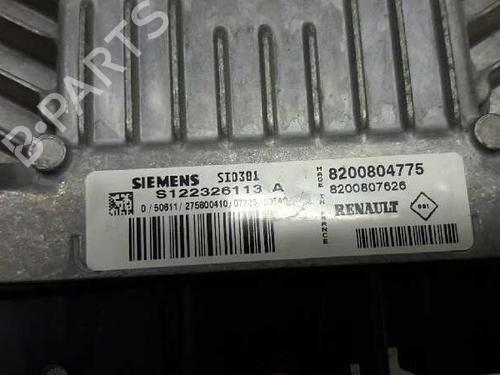 B-PARTS
SIEMENS SID301
S122326113 A
MADE IN FRANCE
8200804775
8200807626
RENAULT